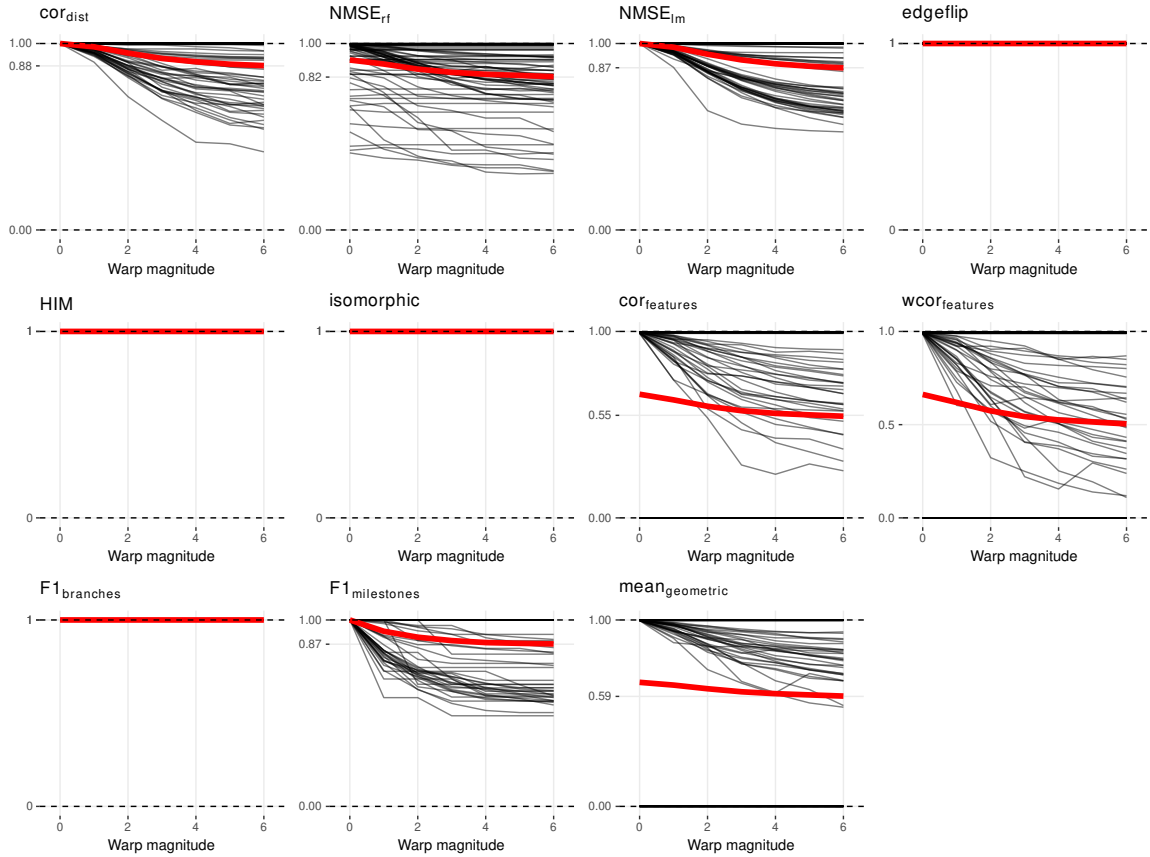 cor_dist
1.00
0.88
0.00
0 2 4 6
Warp magnitude
NMSE_rf
1.00
0.82
0.00
0 2 4 6
Warp magnitude
NMSE_lm
1.00
0.87
0.00
0 2 4 6
Warp magnitude
edgeflip
1
0
0 2 4 6
Warp magnitude
HIM
1
0
0 2 4 6
Warp magnitude
isomorphic
1
0
0 2 4 6
Warp magnitude
cor_features
1.00
0.55
0.00
0 2 4 6
Warp magnitude
wcor_features
1.0
0.5
0.0
0 2 4 6
Warp magnitude
F1_branches
1
0
0 2 4 6
Warp magnitude
F1_milestones
1.00
0.87
0.00
0 2 4 6
Warp magnitude
mean_geometric
1.00
0.59
0.00
0 2 4 6
Warp magnitude